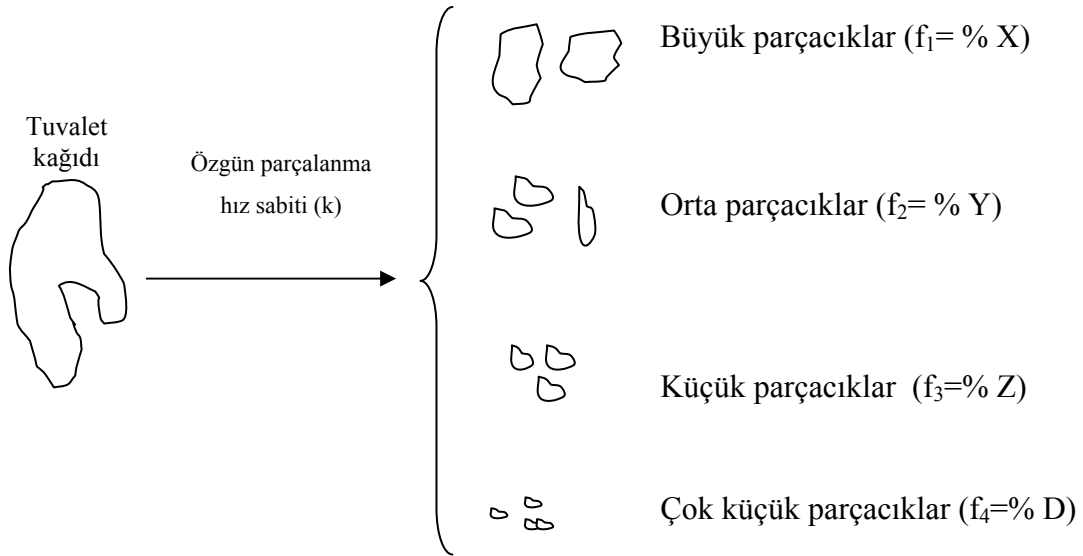 Tuvalet
kağıdı
Özgün parçalanma
hız sabiti (k)
Büyük parçacıklar (f₁= % X)
Orta parçacıklar (f₂= % Y)
Küçük parçacıklar (f₃=% Z)
Çok küçük parçacıklar (f₄=% D)